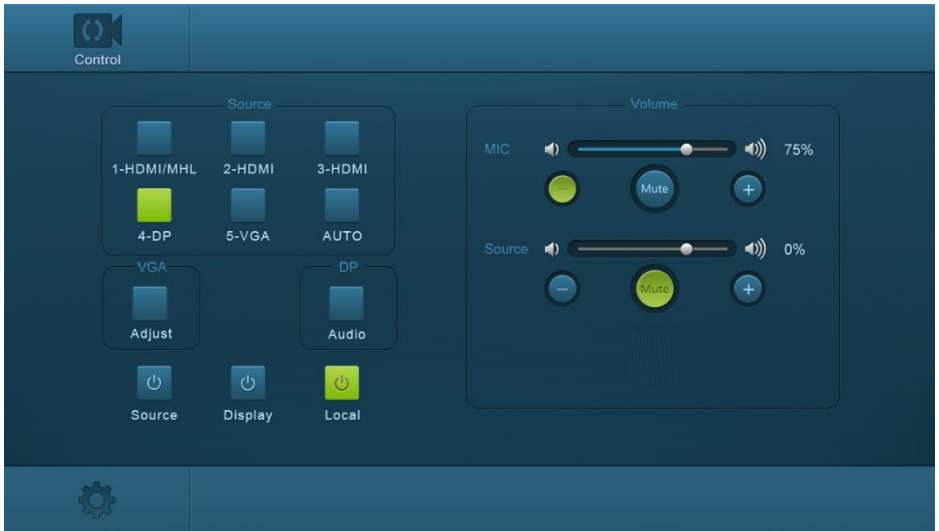 Control
Source
1-HDMI/MHL 2-HDMI 3-HDMI
4-DP 5-VGA AUTO
VGA
Adjust
DP
Audio
Source Display Local
Volume
MIC 75%
Mute
Source 0%
Mute